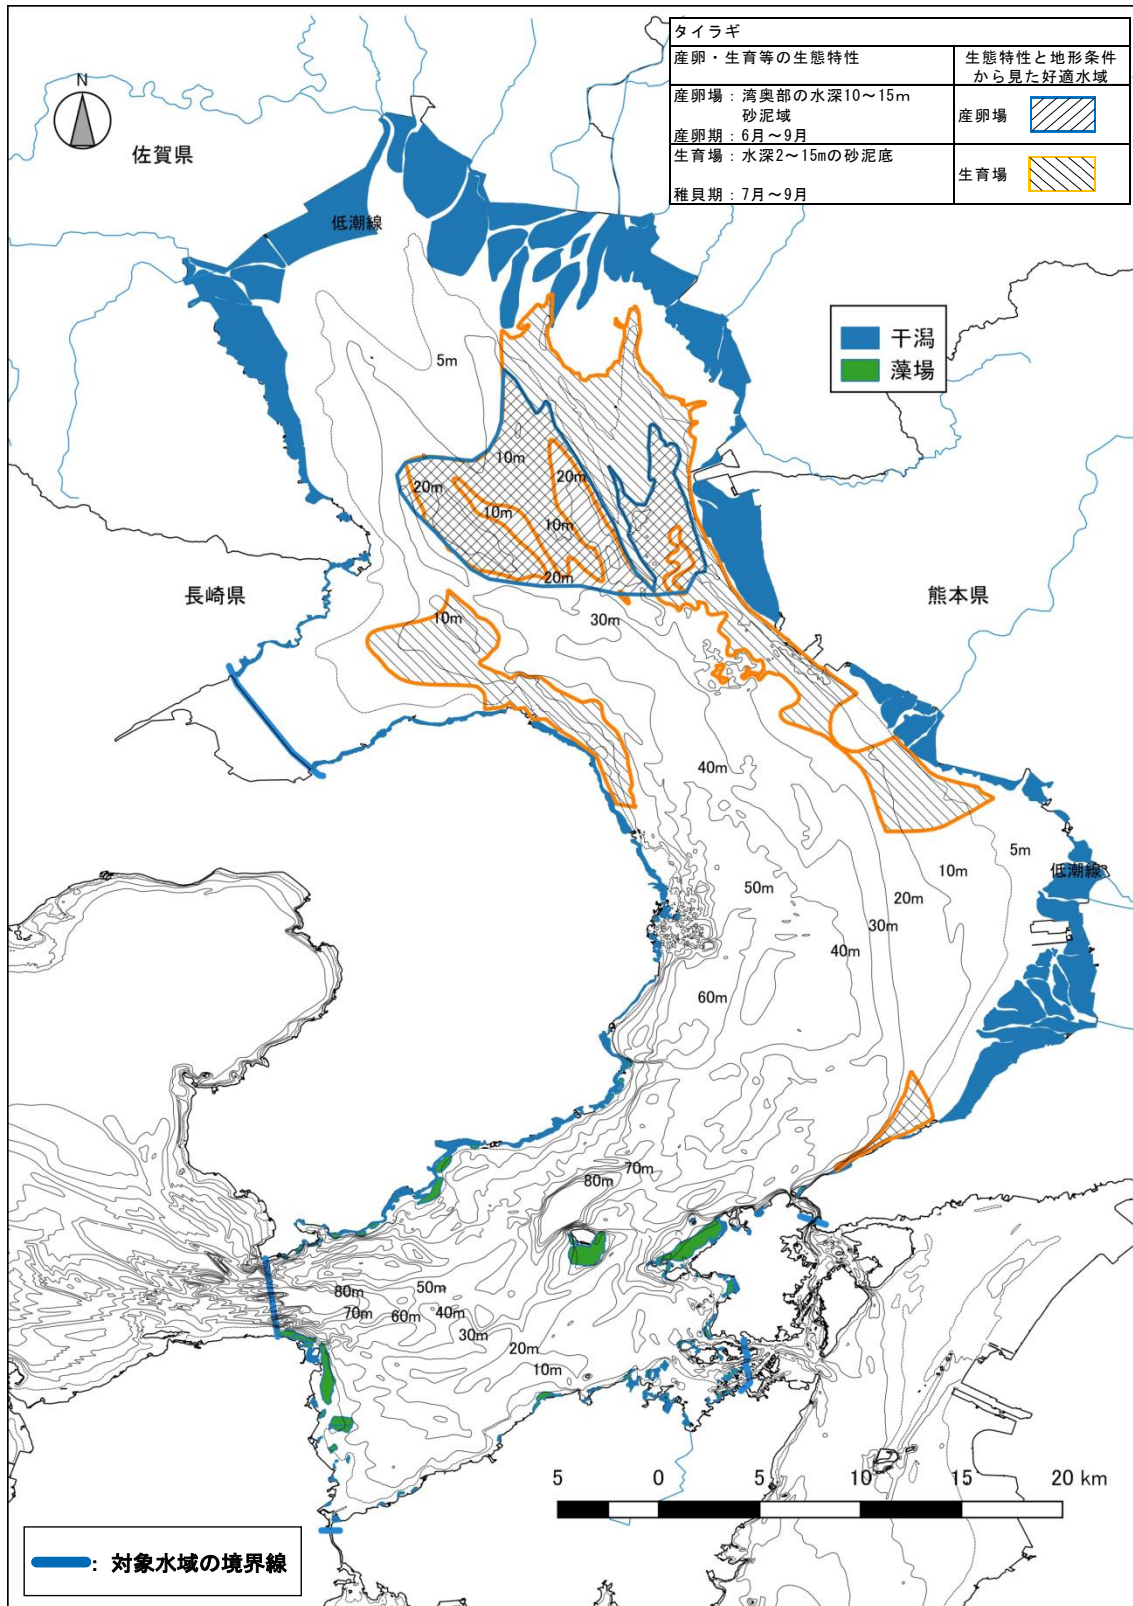 タイラギ
産卵・生育等の生態特性
生態特性と地形条件
から見た好適水域
産卵場：湾奥部の水深10～15m
砂泥域
産卵期：6月～9月
産卵場
生育場：水深2～15mの砂泥底
稚貝期：7月～9月
生育場
N
佐賀県
低潮線
干潟
藻場
5m
10m
20m
20m
10m
10m
20m
長崎県
熊本県
10m
30m
40m
5m
10m
低潮線
50m
20m
30m
40m
60m
70m
80m
80m
50m
70m
60m
40m
30m
20m
10m
5 0 5 10 15 20 km
：対象水域の境界線